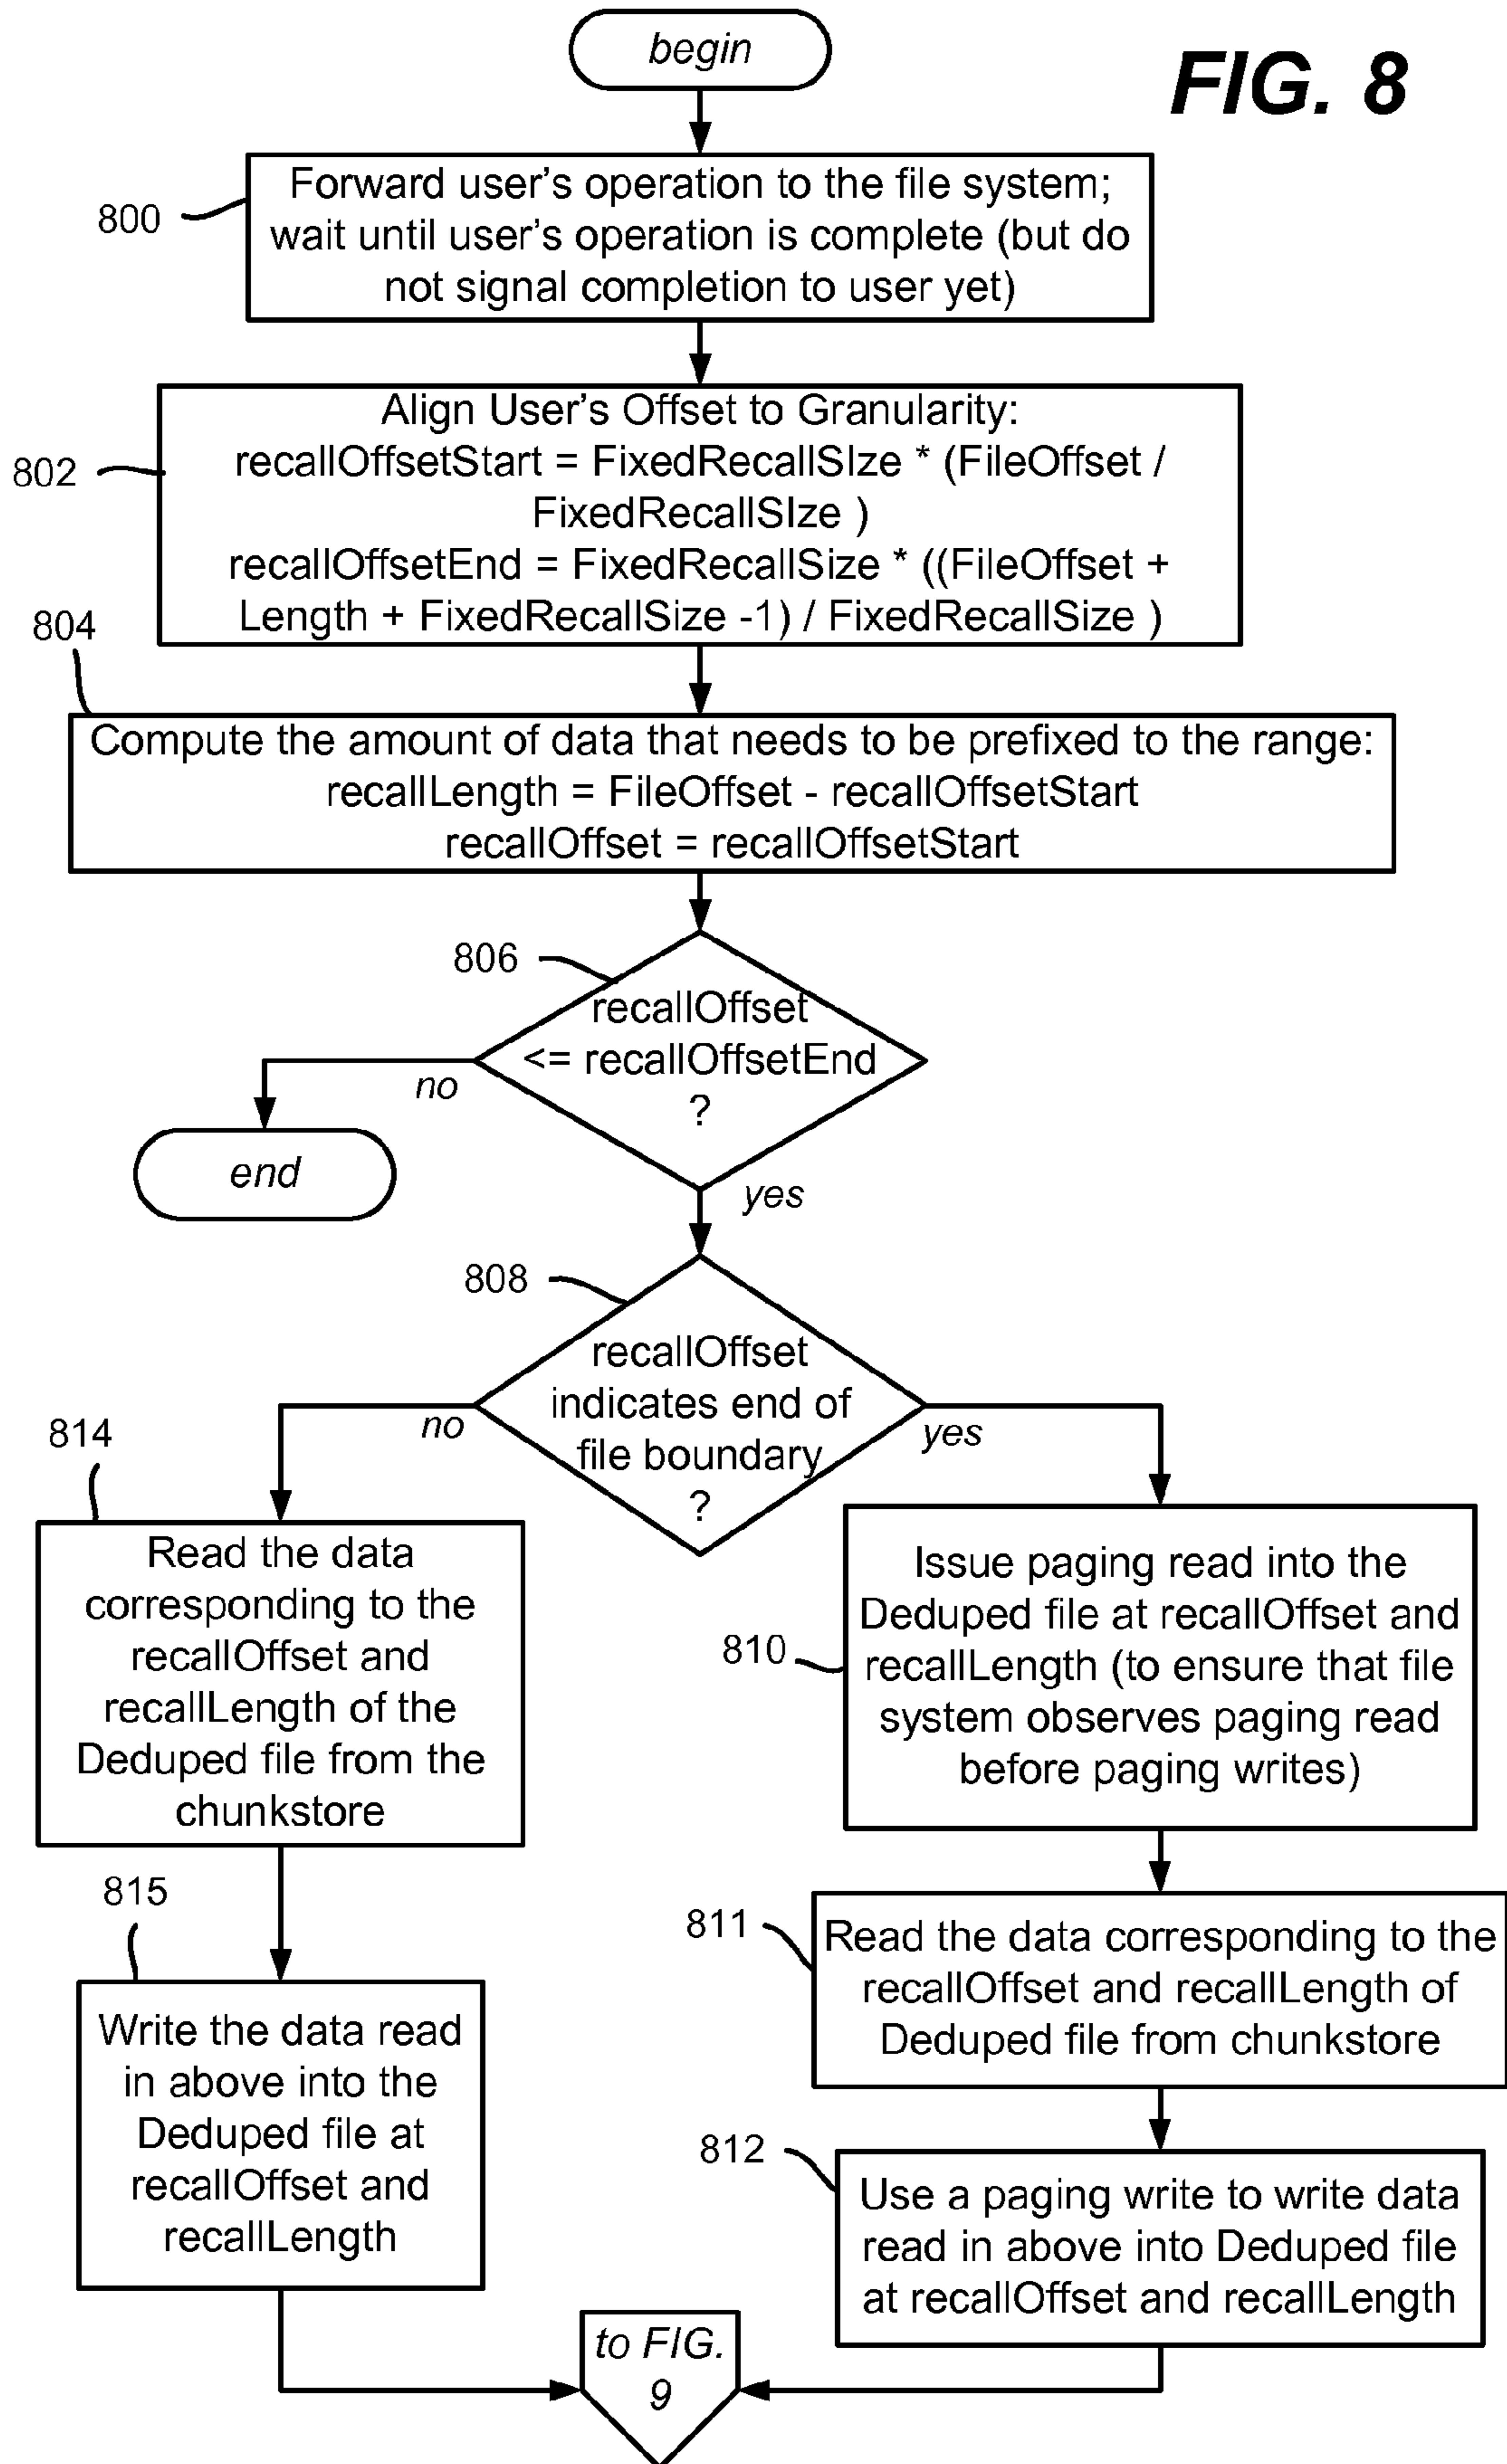 begin
FIG. 8
800
Forward user's operation to the file system;
wait until user's operation is complete (but do
not signal completion to user yet)
802
Align User's Offset to Granularity:
recallOffsetStart = FixedRecallSIze * (FileOffset /
FixedRecallSIze )
recallOffsetEnd = FixedRecallSize * ((FileOffset +
Length + FixedRecallSize -1) / FixedRecallSize )
804
Compute the amount of data that needs to be prefixed to the range:
recallLength = FileOffset - recallOffsetStart
recallOffset = recallOffsetStart
806
recallOffset
<= recallOffsetEnd
?
no
end
yes
808
recallOffset
indicates end of
file boundary
?
no
yes
814
Read the data
corresponding to the
recallOffset and
recallLength of the
Deduped file from the
chunkstore
810
Issue paging read into the
Deduped file at recallOffset and
recallLength (to ensure that file
system observes paging read
before paging writes)
815
Write the data read
in above into the
Deduped file at
recallOffset and
recallLength
811
Read the data corresponding to the
recallOffset and recallLength of
Deduped file from chunkstore
812
Use a paging write to write data
read in above into Deduped file
at recallOffset and recallLength
to FIG.
9